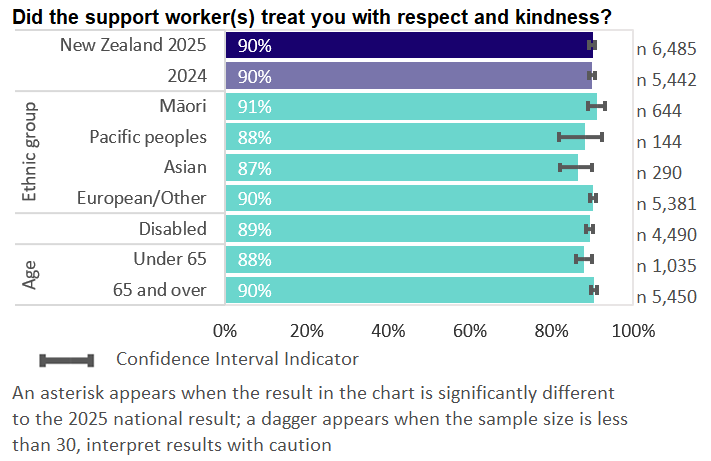 Did the support worker(s) treat you with respect and kindness?
New Zealand 2025 90% n 6,485
2024 90% n 5,442
Ethnic group
Māori 91% n 644
Pacific peoples 88% n 144
Asian 87% n 290
European/Other 90% n 5,381
Disabled 89% n 4,490
Age
Under 65 88% n 1,035
65 and over 90% n 5,450
0% 20% 40% 60% 80% 100%
Confidence Interval Indicator
An asterisk appears when the result in the chart is significantly different
to the 2025 national result; a dagger appears when the sample size is less
than 30, interpret results with caution